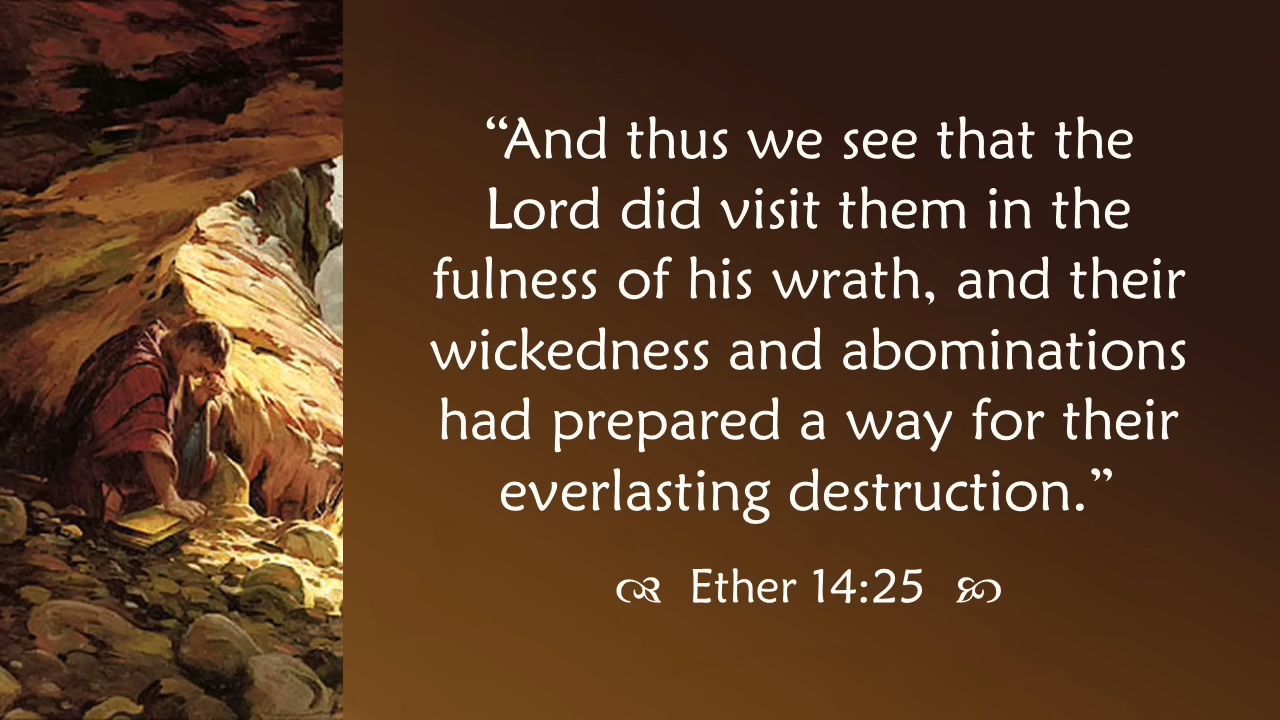 “And thus we see that the
Lord did visit them in the
fulness of his wrath, and their
wickedness and abominations
had prepared a way for their
everlasting destruction.”
Ether 14:25